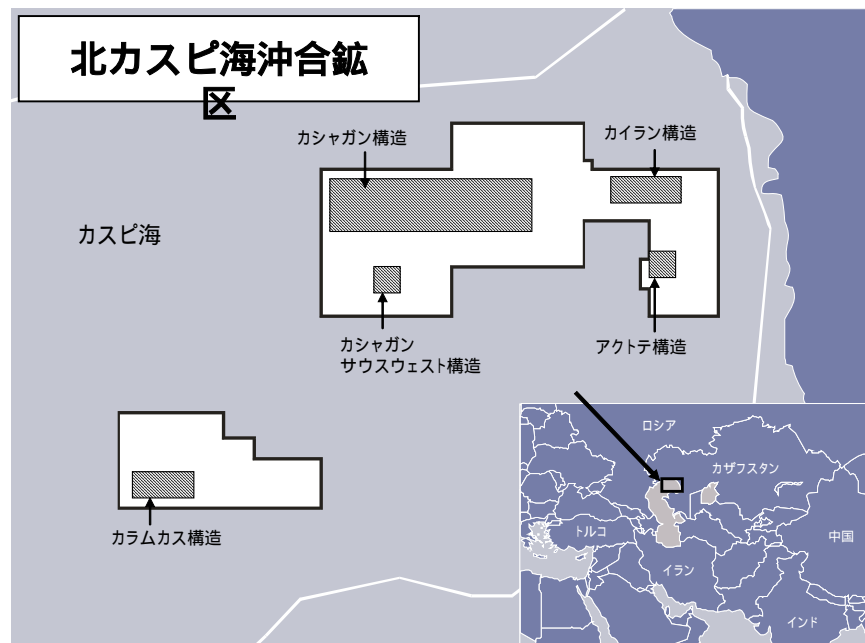 北カスピ海沖合鉱
区
カシャガン構造
カイラン構造
カスピ海
カシャガン
サウスウェスト構造
アクトテ構造
カラムカス構造
ロシア
カザフスタン
トルコ
中国
イラン
インド